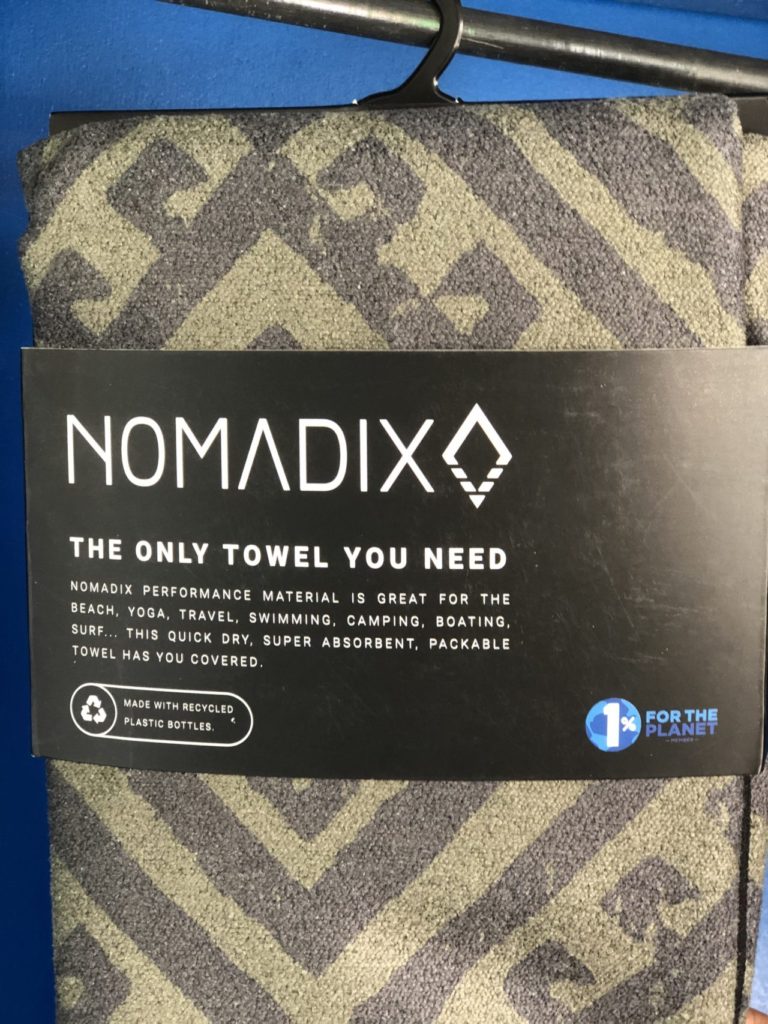 NOMADIX
THE ONLY TOWEL YOU NEED
NOMADIX PERFORMANCE MATERIAL IS GREAT FOR THE
BEACH, YOGA, TRAVEL, SWIMMING, CAMPING, BOATING,
SURF... THIS QUICK DRY, SUPER ABSORBENT, PACKABLE
TOWEL HAS YOU COVERED.
MADE WITH RECYCLED
PLASTIC BOTTLES.
1%
FOR THE
PLANET
MEMBER